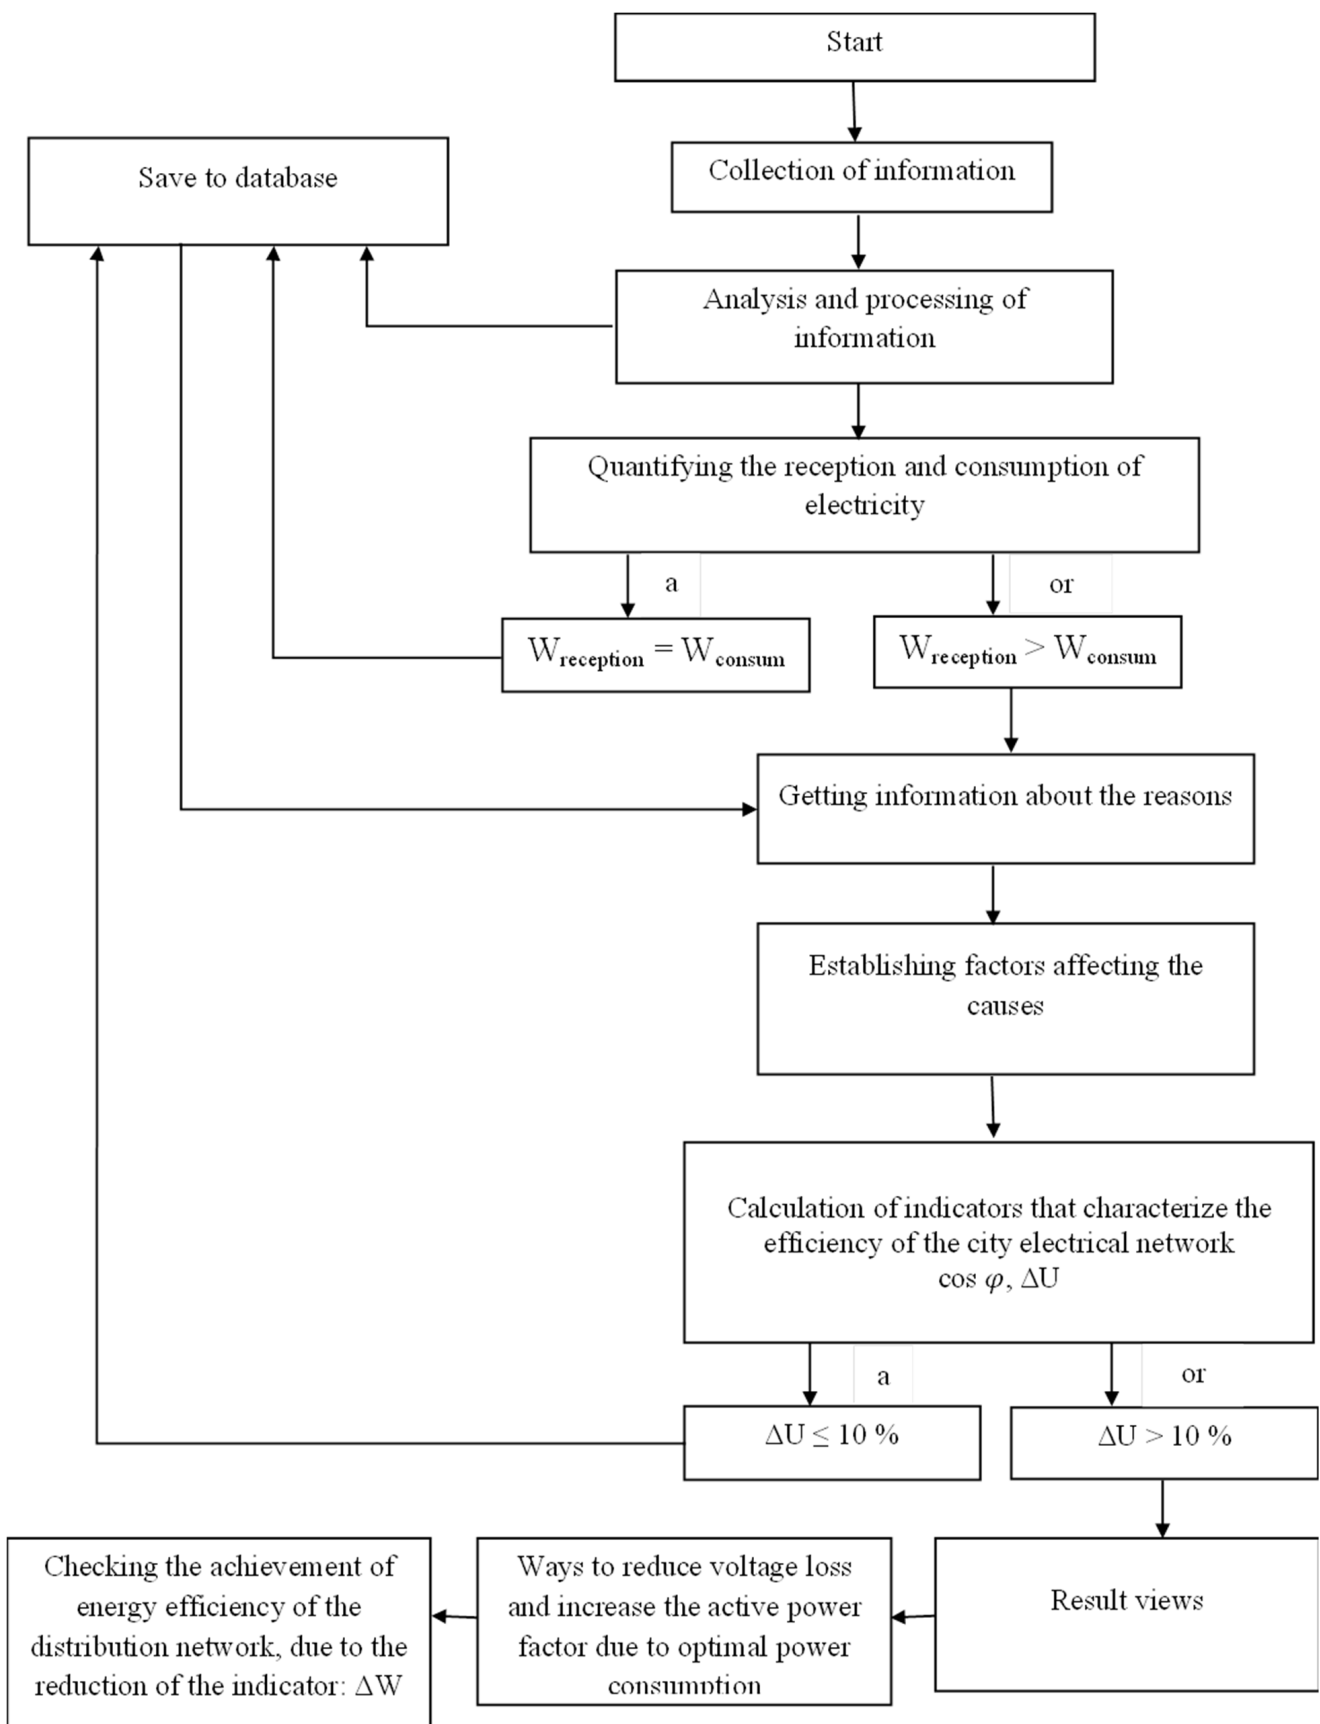 Start
Save to database
Collection of information
Analysis and processing of
information
Quantifying the reception and consumption of
electricity
a
or
W reception = W consum
W reception > W consum
Getting information about the reasons
Establishing factors affecting the
causes
Calculation of indicators that characterize the
efficiency of the city electrical network
cos φ, ΔU
a
or
ΔU ≤ 10 %
ΔU > 10 %
Checking the achievement of
energy efficiency of the
distribution network, due to the
reduction of the indicator: ΔW
Ways to reduce voltage loss
and increase the active power
factor due to optimal power
consumption
Result views